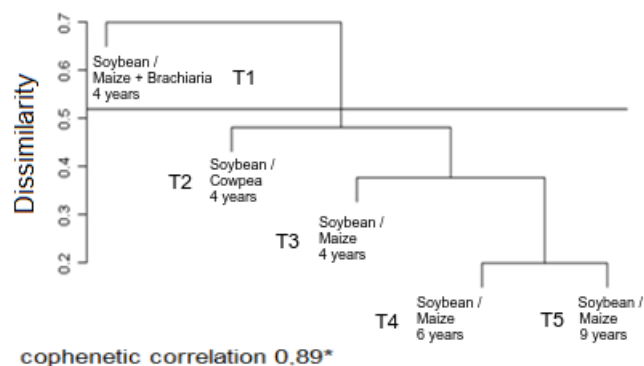 Dissimilarity
0.7
0.6
0.5
0.4
0.3
0.2
Soybean /
Maize + Brachiaria
4 years
T1
Soybean /
Cowpea
4 years
T2
Soybean /
Maize
4 years
T3
Soybean /
Maize
6 years
T4
Soybean /
Maize
9 years
T5
cophenetic correlation 0,89*